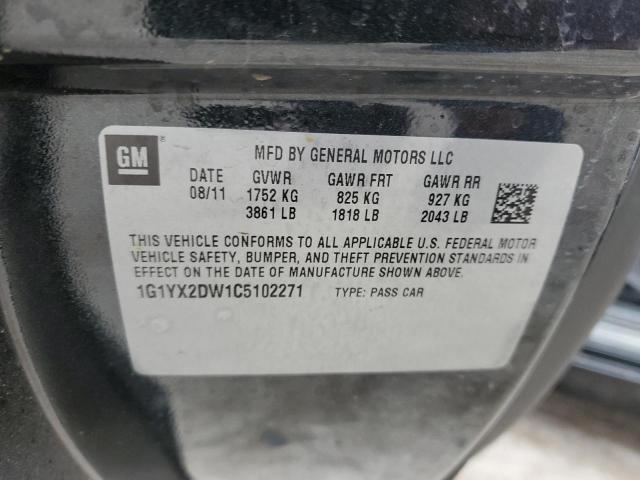 GM
MFD BY GENERAL MOTORS LLC
DATE GVWR GAWR FRT GAWR RR
08/11 1752 KG 825 KG 927 KG
3861 LB 1818 LB 2043 LB
THIS VEHICLE CONFORMS TO ALL APPLICABLE U.S. FEDERAL MOTOR
VEHICLE SAFETY, BUMPER, AND THEFT PREVENTION STANDARDS IN
EFFECT ON THE DATE OF MANUFACTURE SHOWN ABOVE.
1G1YX2DW1C5102271 TYPE: PASS CAR